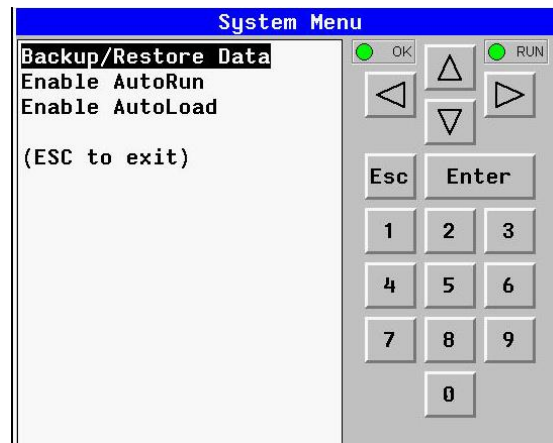 System Menu
Backup/Restore Data
Enable AutoRun
Enable AutoLoad
(ESC to exit)
OK
RUN
Esc
Enter
1 2 3
4 5 6
7 8 9
0